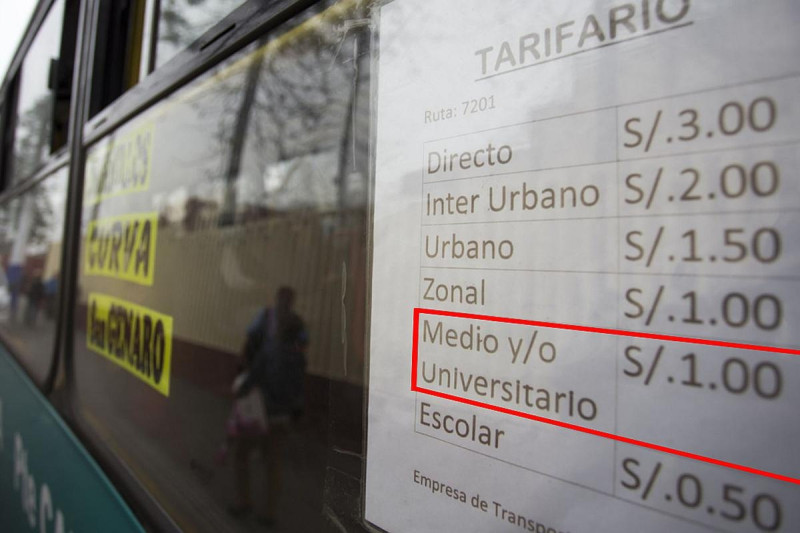 TARIFARIO
Ruta: 7201
Directo S/.3.00
Inter Urbano S/.2.00
Urbano S/.1.50
Zonal S/.1.00
Medio y/o S/.1.00
Universitario
Escolar S/.0.50
Empresa de
CURVA
San GENARO